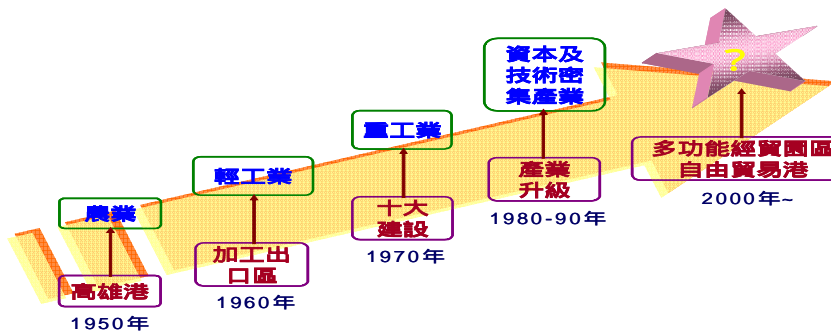 農業
高雄港
1950年
輕工業
加工出
口區
1960年
重工業
十大
建設
1970年
資本及
技術密
集產業
產業
升級
1980-90年
?
多功能經貿園區
自由貿易港
2000年~